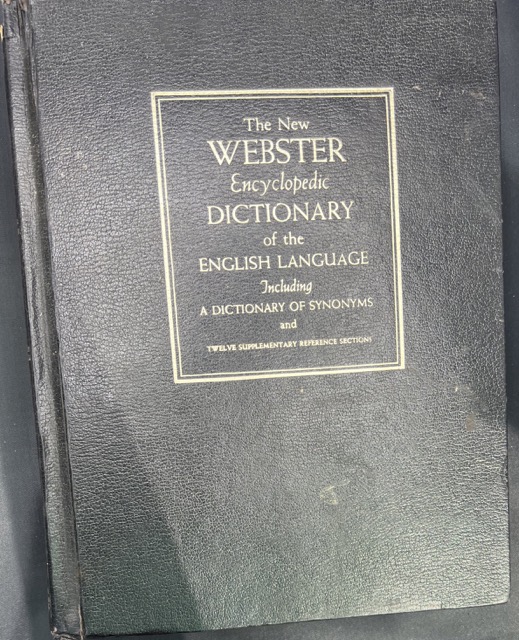 The New
WEBSTER
Encyclopedic
DICTIONARY
of the
ENGLISH LANGUAGE
Including
A DICTIONARY OF SYNONYMS
and
TWELVE SUPPLEMENTARY REFERENCE SECTIONS